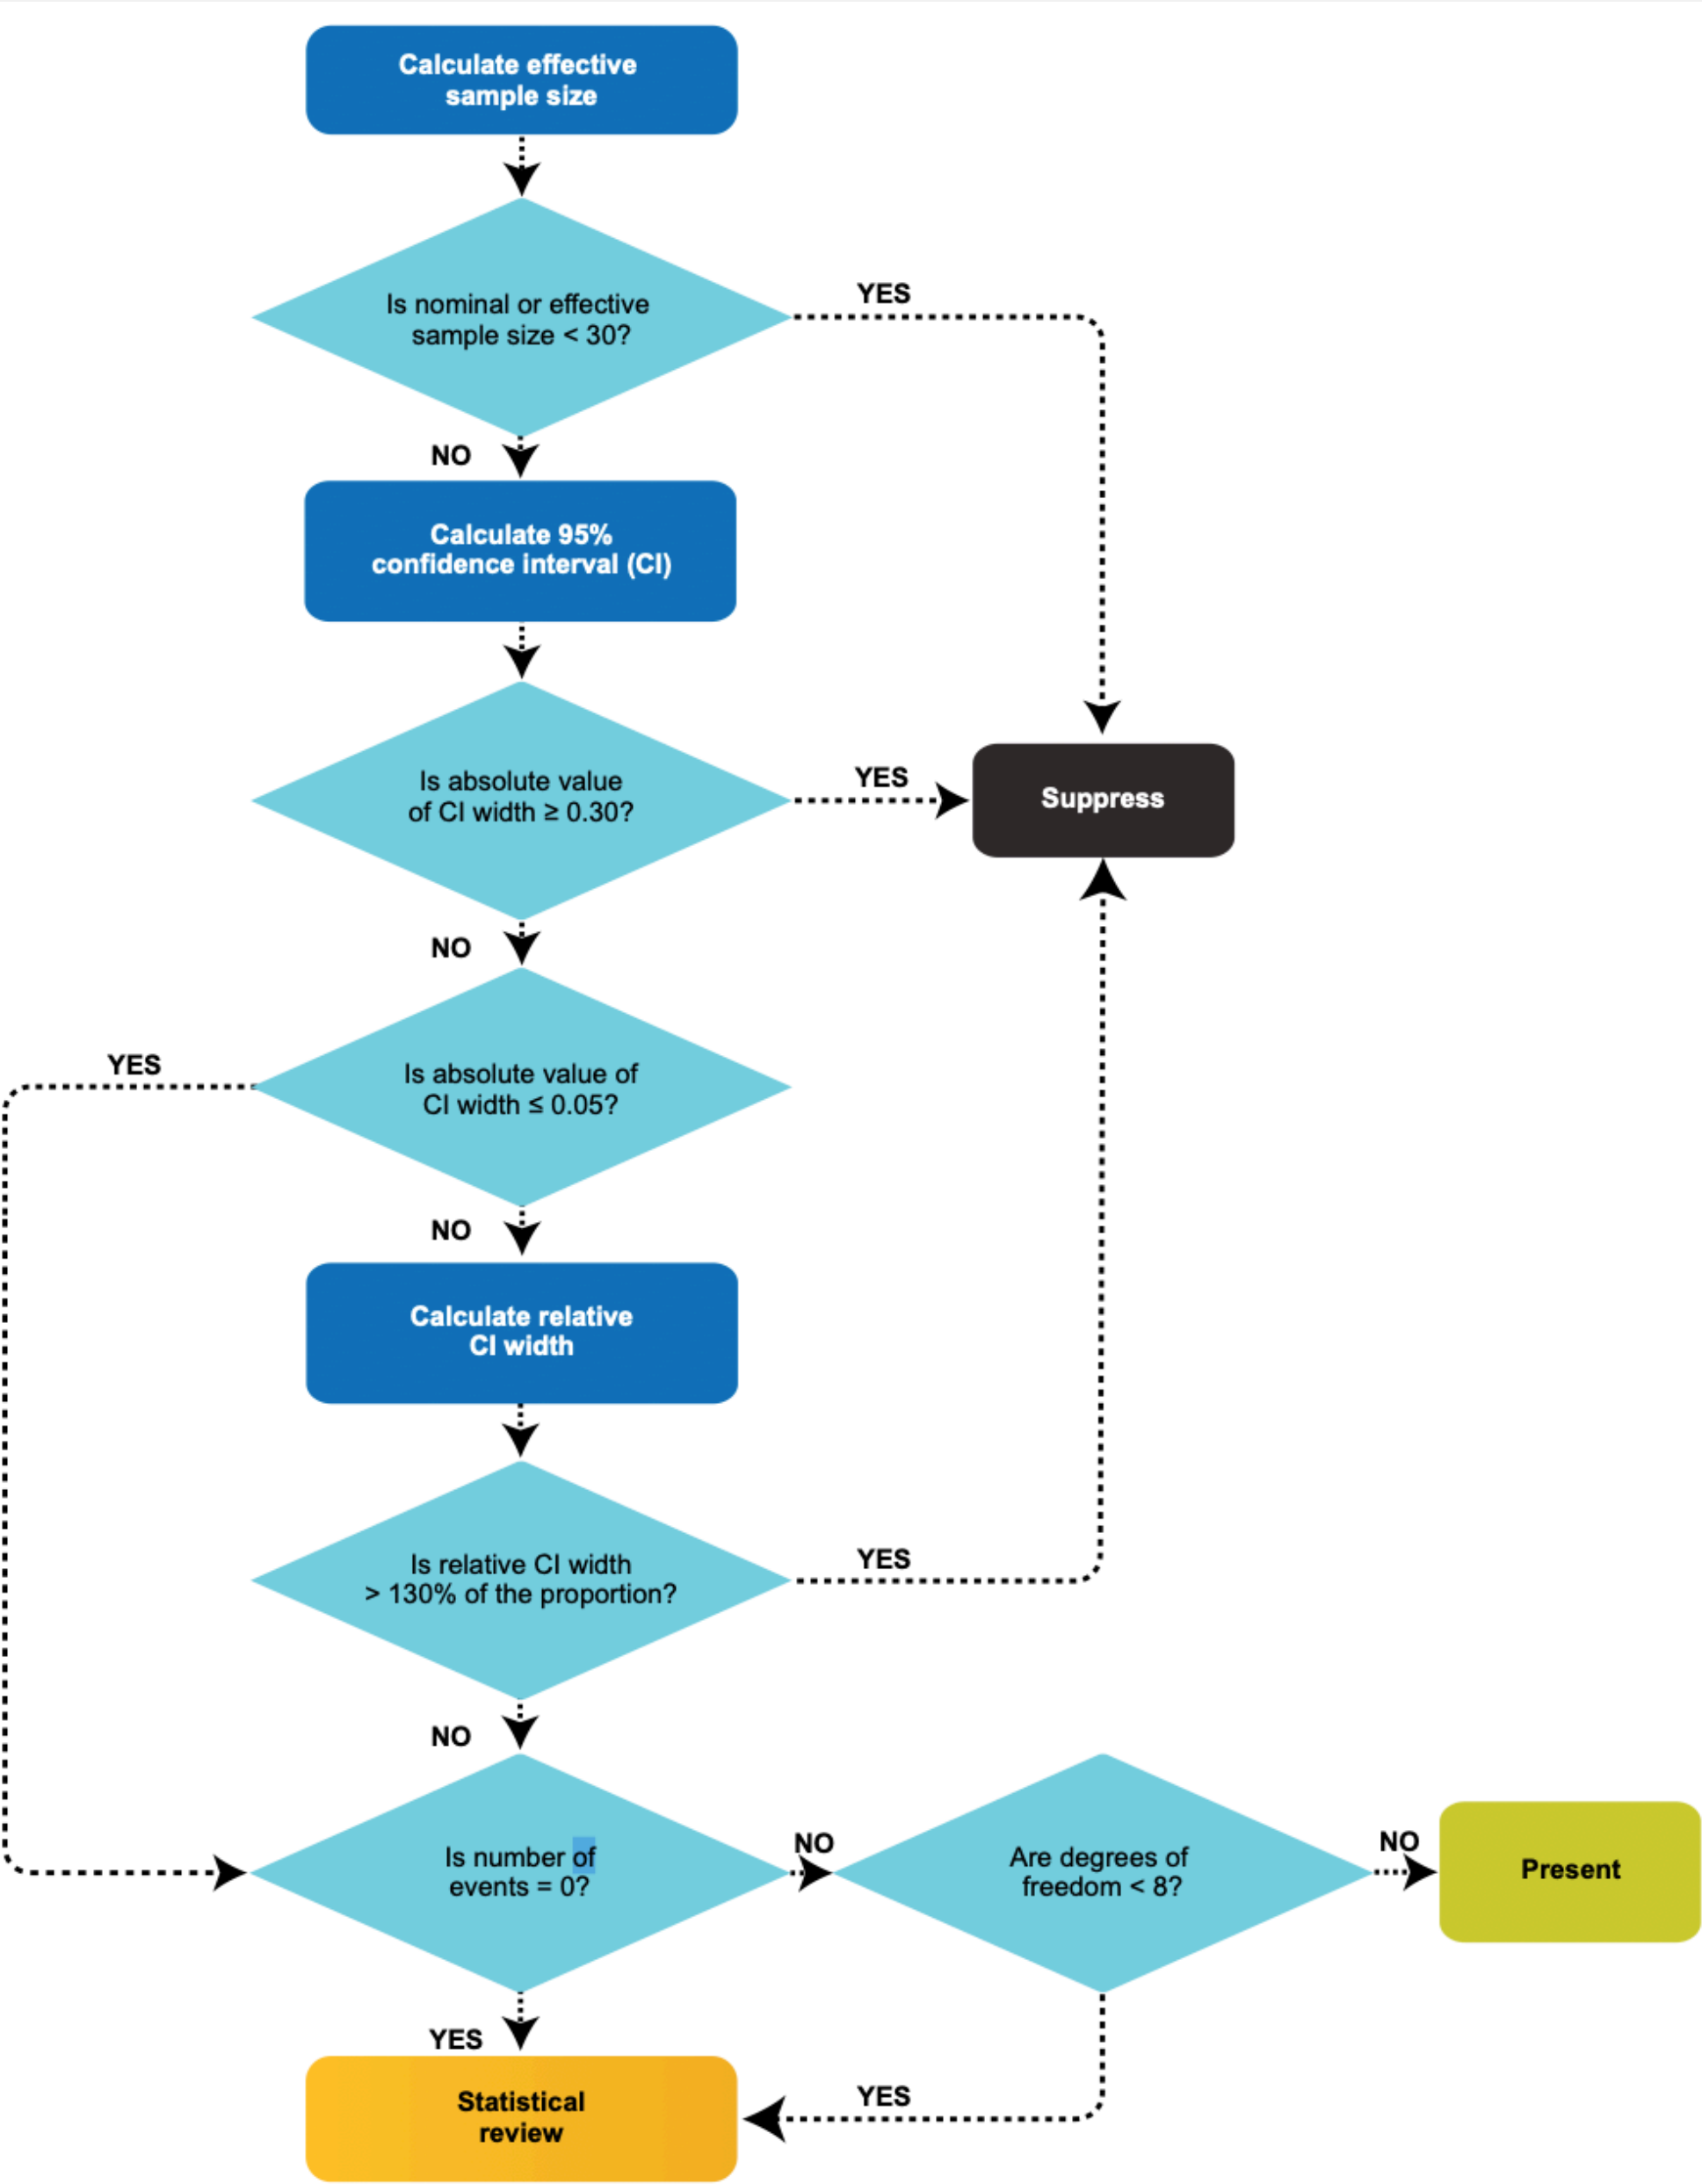 Calculate effective
sample size
Is nominal or effective
sample size < 30?
YES
NO
Calculate 95%
confidence interval (CI)
Is absolute value
of CI width ≥ 0.30?
YES
Suppress
NO
Is absolute value of
CI width ≤ 0.05?
YES
NO
Calculate relative
CI width
Is relative CI width
> 130% of the proportion?
YES
NO
Is number of
events = 0?
NO
Are degrees of
freedom < 8?
NO
Present
YES
Statistical
review
YES